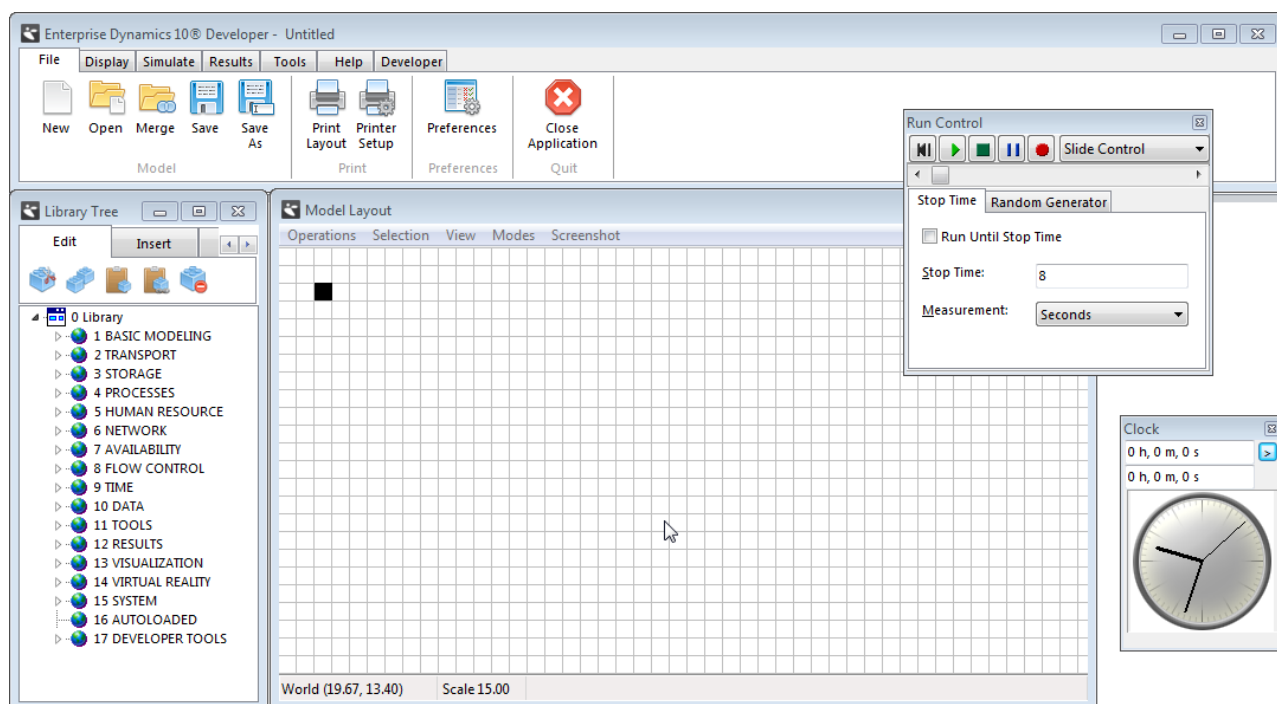 Enterprise Dynamics 10® Developer - Untitled
File Display Simulate Results Tools Help Developer
New Open Merge Save Save As Print Layout Printer Setup Preferences Close Application
Model Print Preferences Quit
Run Control
Slide Control
Stop Time Random Generator
Run Until Stop Time
Stop Time: 8
Measurement: Seconds
Library Tree
Edit Insert
0 Library
1 BASIC MODELING
2 TRANSPORT
3 STORAGE
4 PROCESSES
5 HUMAN RESOURCE
6 NETWORK
7 AVAILABILITY
8 FLOW CONTROL
9 TIME
10 DATA
11 TOOLS
12 RESULTS
13 VISUALIZATION
14 VIRTUAL REALITY
15 SYSTEM
16 AUTOLOADED
17 DEVELOPER TOOLS
Model Layout
Operations Selection View Modes Screenshot
World (19.67, 13.40) Scale 15.00
Clock
0 h, 0 m, 0 s
>
0 h, 0 m, 0 s